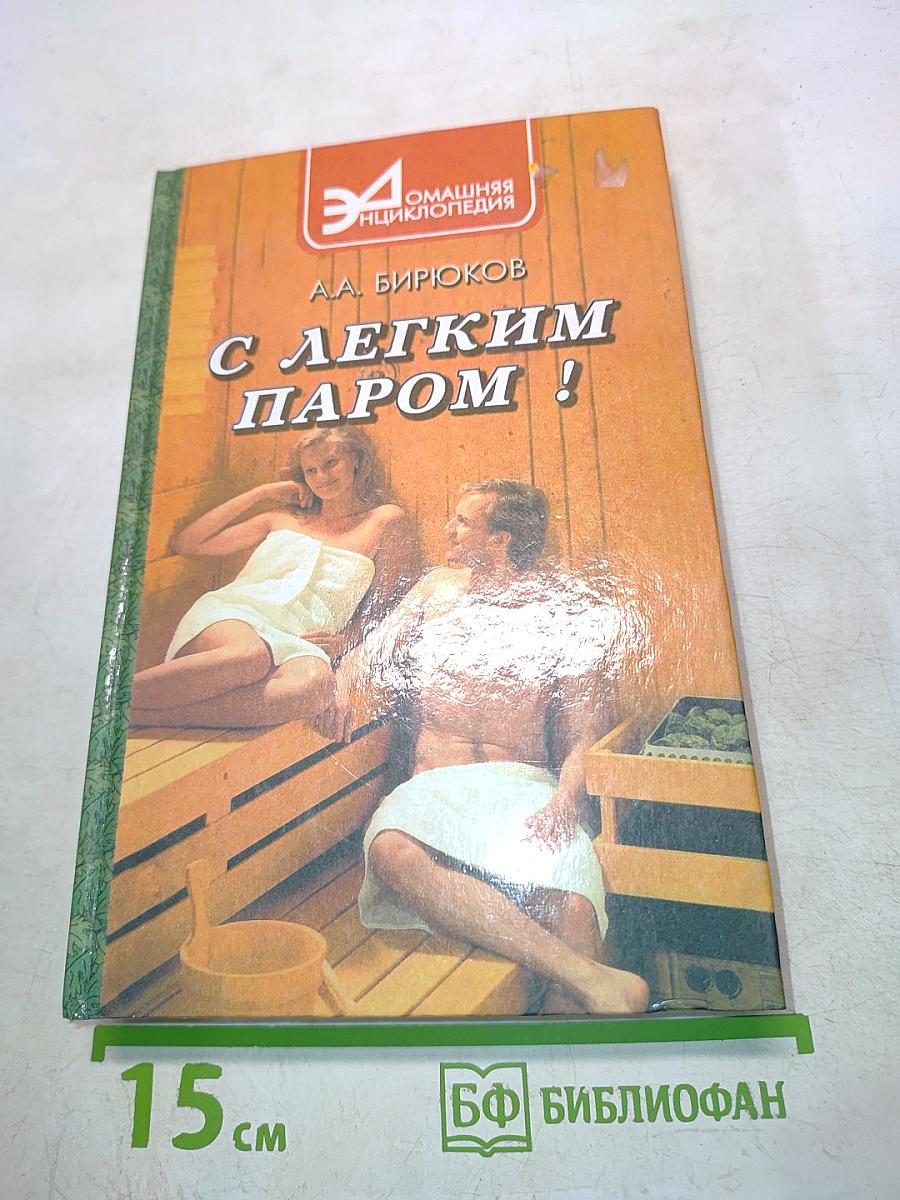 ДОМАШНЯЯ
ЭНЦИКЛОПЕДИЯ
А.А. БИРЮКОВ
С ЛЕГКИМ
ПАРОМ !
15 см
БФ БИБЛИОФАН